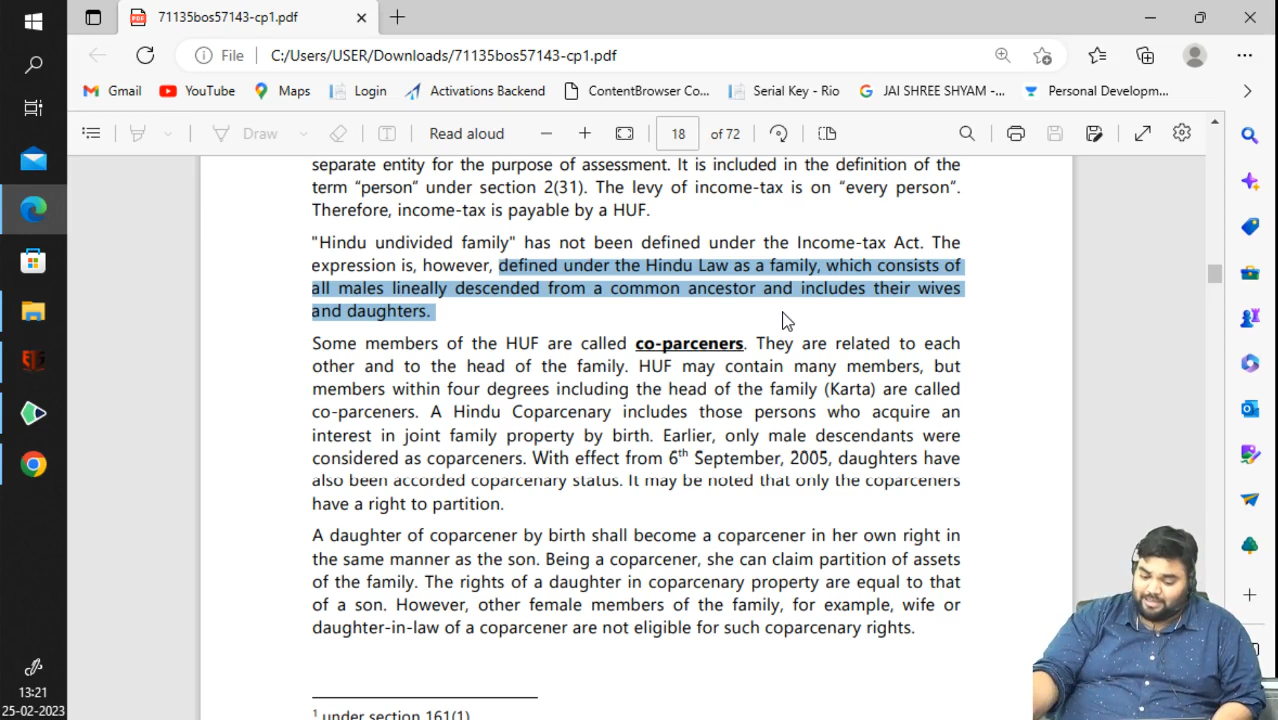 71135bos57143-cp1.pdf
File
C:/Users/USER/Downloads/71135bos57143-cp1.pdf
Gmail
YouTube
Maps
Login
Activations Backend
ContentBrowser Co...
Serial Key - Rio
JAI SHREE SHYAM -...
Personal Developm...
Draw
Read aloud
18
of 72
separate entity for the purpose of assessment. It is included in the definition of the
term “person” under section 2(31). The levy of income-tax is on “every person”.
Therefore, income-tax is payable by a HUF.
"Hindu undivided family" has not been defined under the Income-tax Act. The
expression is, however, defined under the Hindu Law as a family, which consists of
all males lineally descended from a common ancestor and includes their wives
and daughters.
Some members of the HUF are called co-parceners. They are related to each
other and to the head of the family. HUF may contain many members, but
members within four degrees including the head of the family (Karta) are called
co-parceners. A Hindu Coparcenary includes those persons who acquire an
interest in joint family property by birth. Earlier, only male descendants were
considered as coparceners. With effect from 6th September, 2005, daughters have
also been accorded coparcenary status. It may be noted that only the coparceners
have a right to partition.
A daughter of coparcener by birth shall become a coparcener in her own right in
the same manner as the son. Being a coparcener, she can claim partition of assets
of the family. The rights of a daughter in coparcenary property are equal to that
of a son. However, other female members of the family, for example, wife or
daughter-in-law of a coparcener are not eligible for such coparcenary rights.
1 under section 161(1)
13:21
25-02-2023